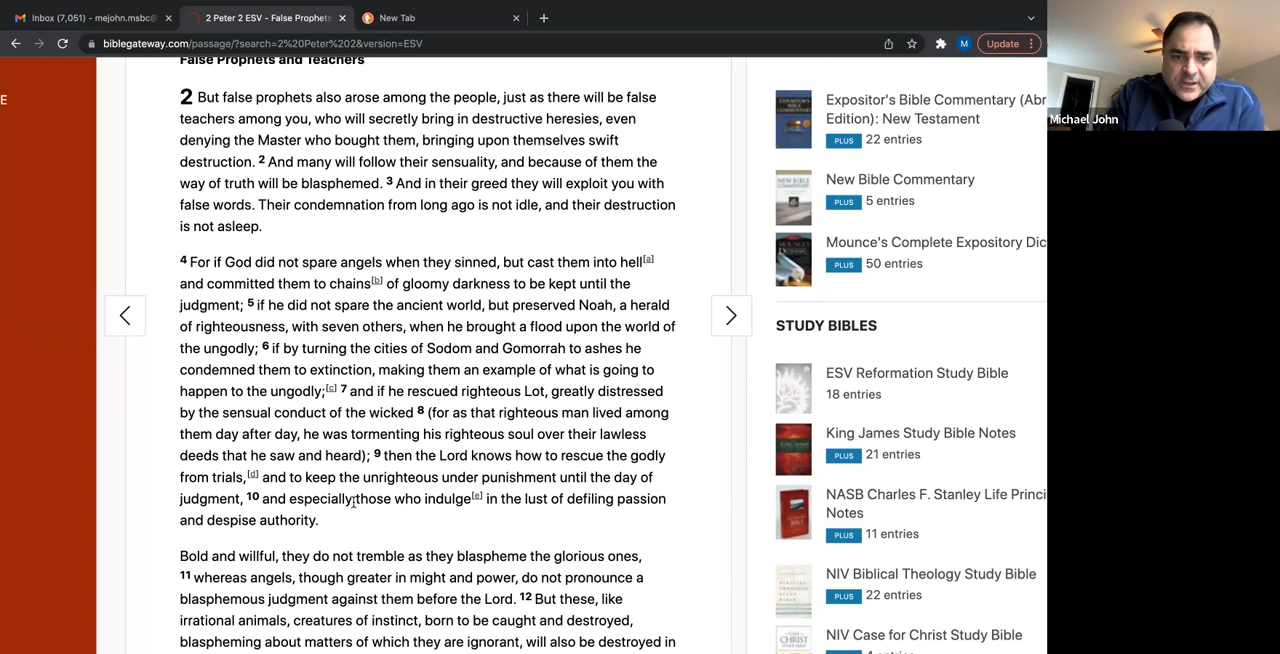 Inbox (7,051) - mejohn.msbc@
2 Peter 2 ESV - False Prophets
New Tab
biblegateway.com/passage/?search=2%20Peter%202&version=ESV
M
Update
E
Michael John
False Prophets and Teachers
2 But false prophets also arose among the people, just as there will be false
teachers among you, who will secretly bring in destructive heresies, even
denying the Master who bought them, bringing upon themselves swift
destruction. 2 And many will follow their sensuality, and because of them the
way of truth will be blasphemed. 3 And in their greed they will exploit you with
false words. Their condemnation from long ago is not idle, and their destruction
is not asleep.
4 For if God did not spare angels when they sinned, but cast them into hell[a]
and committed them to chains[b] of gloomy darkness to be kept until the
judgment; 5 if he did not spare the ancient world, but preserved Noah, a herald
of righteousness, with seven others, when he brought a flood upon the world of
the ungodly; 6 if by turning the cities of Sodom and Gomorrah to ashes he
condemned them to extinction, making them an example of what is going to
happen to the ungodly;[c] 7 and if he rescued righteous Lot, greatly distressed
by the sensual conduct of the wicked 8 (for as that righteous man lived among
them day after day, he was tormenting his righteous soul over their lawless
deeds that he saw and heard); 9 then the Lord knows how to rescue the godly
from trials,[d] and to keep the unrighteous under punishment until the day of
judgment, 10 and especially those who indulge[e] in the lust of defiling passion
and despise authority.
Bold and willful, they do not tremble as they blaspheme the glorious ones,
11 whereas angels, though greater in might and power, do not pronounce a
blasphemous judgment against them before the Lord. 12 But these, like
irrational animals, creatures of instinct, born to be caught and destroyed,
blaspheming about matters of which they are ignorant, will also be destroyed in
Expositor's Bible Commentary (Abr
Edition): New Testament
PLUS 22 entries
New Bible Commentary
PLUS 5 entries
Mounce's Complete Expository Dic
PLUS 50 entries
STUDY BIBLES
ESV Reformation Study Bible
18 entries
King James Study Bible Notes
PLUS 21 entries
NASB Charles F. Stanley Life Princi
Notes
PLUS 11 entries
NIV Biblical Theology Study Bible
PLUS 22 entries
NIV Case for Christ Study Bible